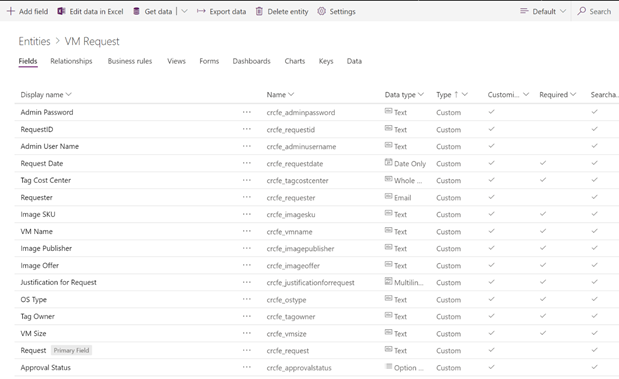 Add field Edit data in Excel Get data Export data Delete entity Settings Default Search
Entities > VM Request
Fields Relationships Business rules Views Forms Dashboards Charts Keys Data
Display name Name Data type Type ↑ Customi... Required Searcha...
Admin Password ... crcfe_adminpassword Text Custom
RequestID ... crcfe_requestid Text Custom
Admin User Name ... crcfe_adminusername Text Custom
Request Date ... crcfe_requestdate Date Only Custom
Tag Cost Center ... crcfe_tagcostcenter Whole ... Custom
Requester ... crcfe_requester Email Custom
Image SKU ... crcfe_imagesku Text Custom
VM Name ... crcfe_vmname Text Custom
Image Publisher ... crcfe_imagepublisher Text Custom
Image Offer ... crcfe_imageoffer Text Custom
Justification for Request ... crcfe_justificationforrequest Multilin... Custom
OS Type ... crcfe_ostype Text Custom
Tag Owner ... crcfe_tagowner Text Custom
VM Size ... crcfe_vmsize Text Custom
Request Primary Field ... crcfe_request Text Custom
Approval Status ... crcfe_approvalstatus Option ... Custom